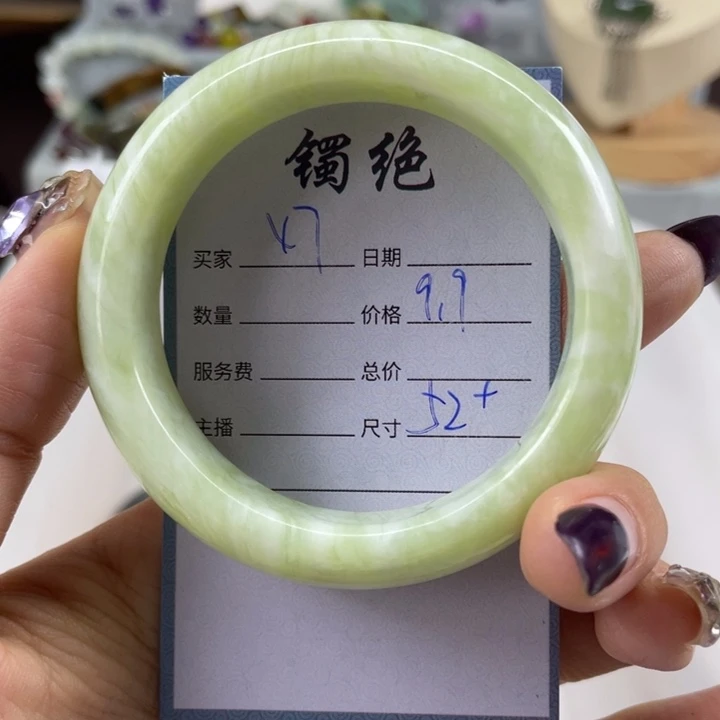 镯绝
买家 x7 日期
数量 价格 9.9
服务费 总价
主播 尺寸 52+